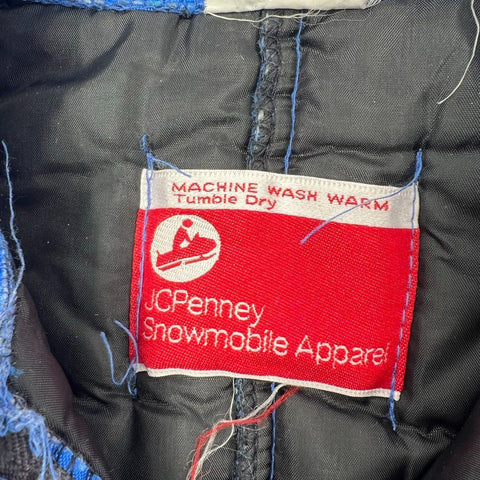 MACHINE WASH WARM
Tumble Dry
JCPenney
Snowmobile Apparel